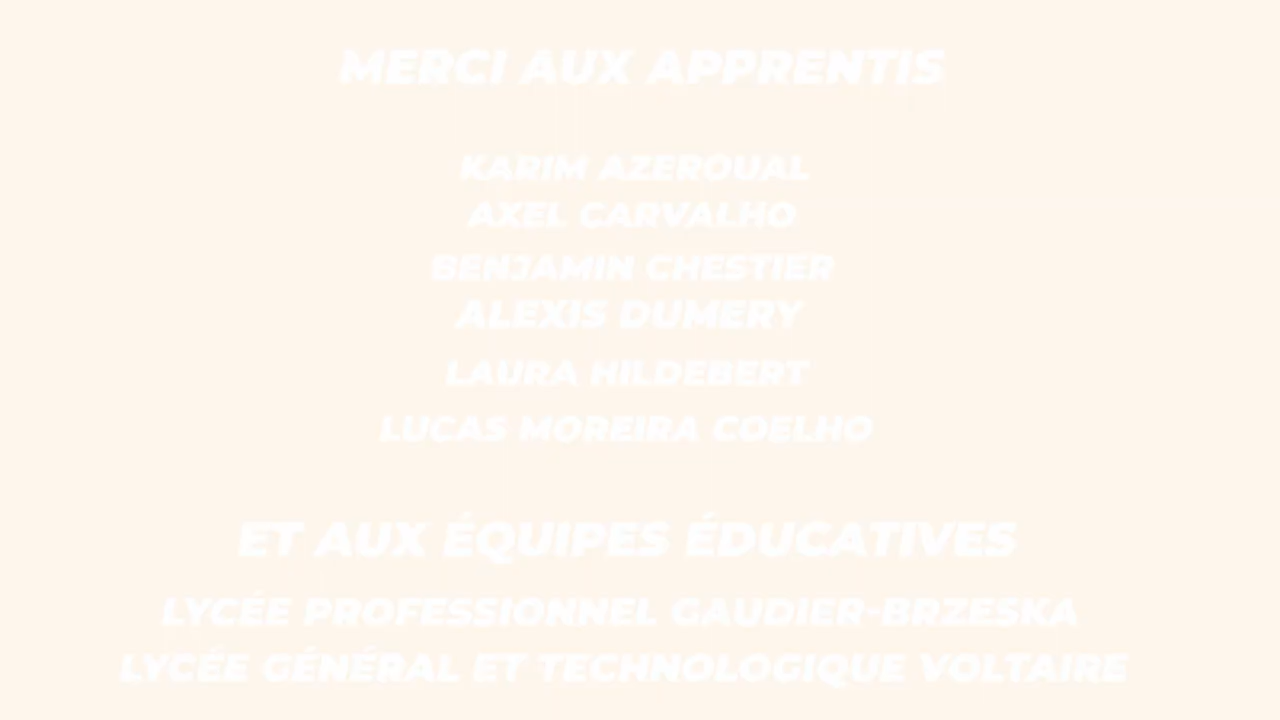 MERCI AUX APPRENTIS
KARIM AZEROUAL
AXEL CARVALHO
BENJAMIN CHESTIER
ALEXIS DUMERY
LAURA HILDEBERT
LUCAS MOREIRA COELHO
ET AUX ÉQUIPES ÉDUCATIVES
LYCÉE PROFESSIONNEL GAUDIER-BRZESKA
LYCÉE GÉNÉRAL ET TECHNOLOGIQUE VOLTAIRE